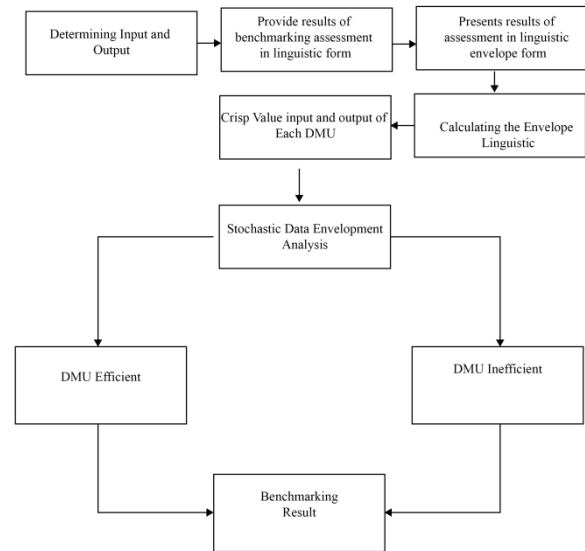 Determining Input and
Output
Provide results of
benchmarking assessment
in linguistic form
Presents results of
assessment in linguistic
envelope form
Crisp Value input and output of
Each DMU
Calculating the Envelope
Linguistic
Stochastic Data Envelopment
Analysis
DMU Efficient
DMU Inefficient
Benchmarking
Result